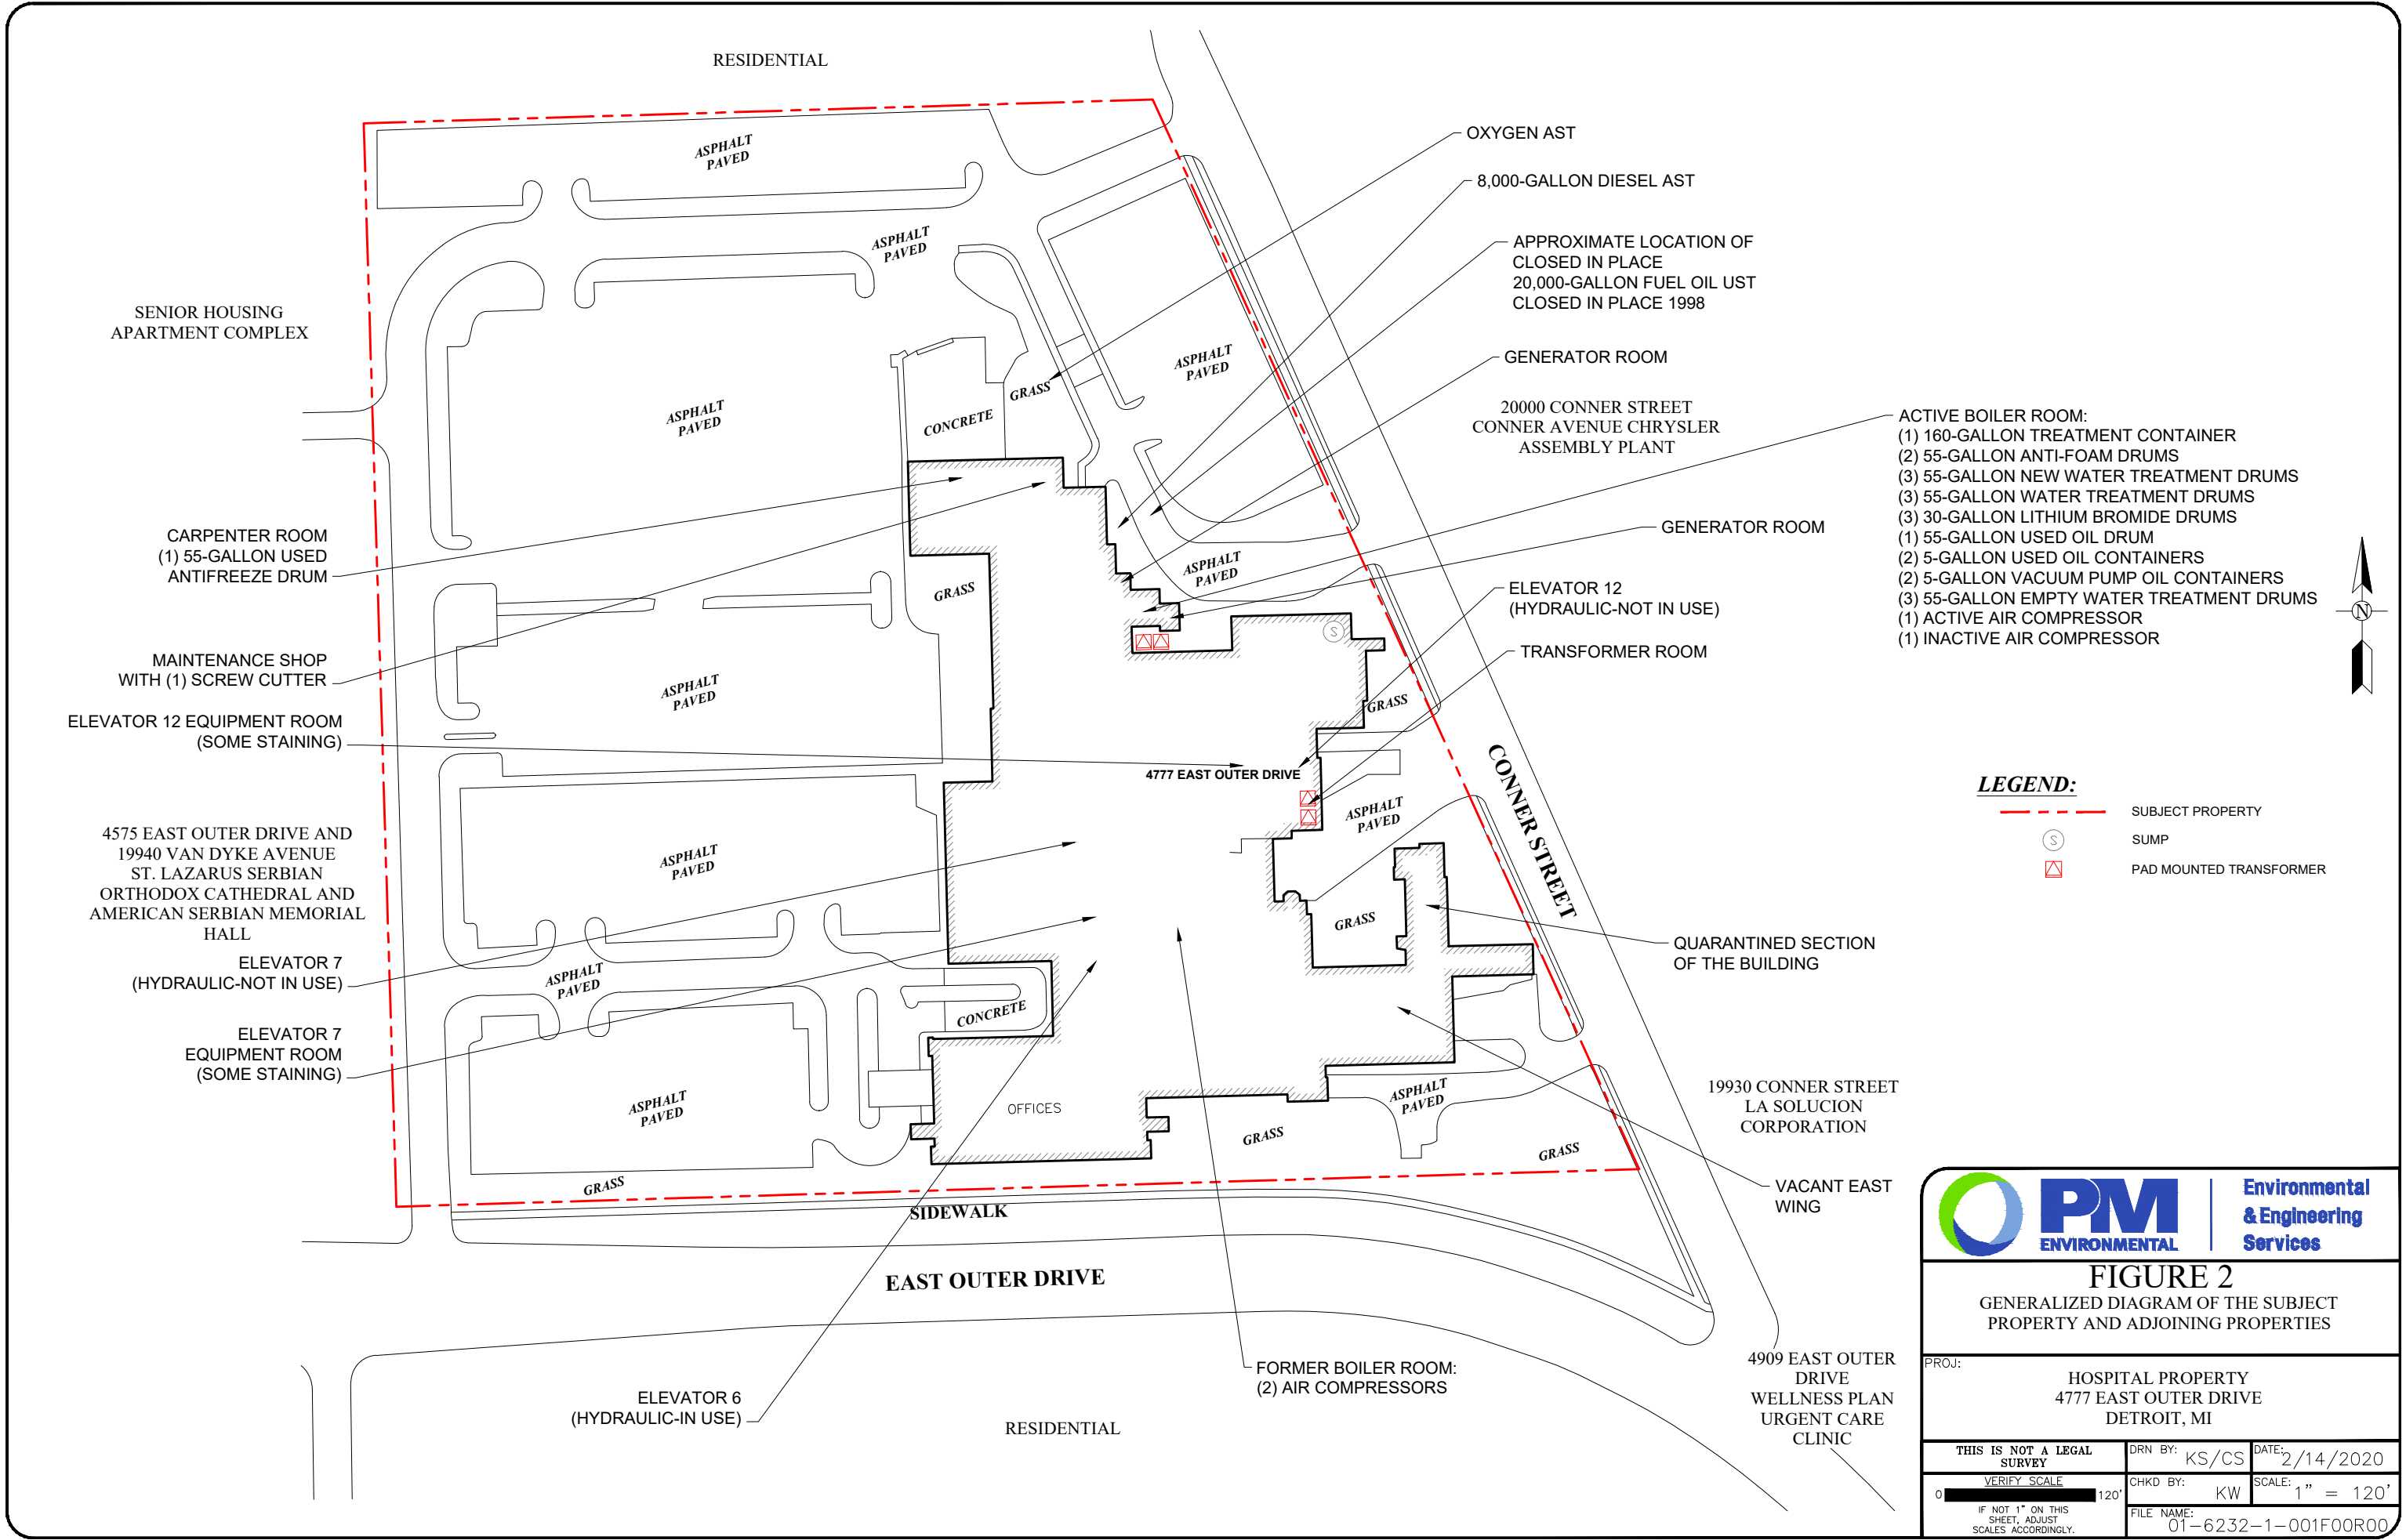 RESIDENTIAL
OXYGEN AST
8,000-GALLON DIESEL AST
APPROXIMATE LOCATION OF
CLOSED IN PLACE
20,000-GALLON FUEL OIL UST
CLOSED IN PLACE 1998
GENERATOR ROOM
20000 CONNER STREET
CONNER AVENUE CHRYSLER
ASSEMBLY PLANT
ACTIVE BOILER ROOM:
(1) 160-GALLON TREATMENT CONTAINER
(2) 55-GALLON ANTI-FOAM DRUMS
(3) 55-GALLON NEW WATER TREATMENT DRUMS
(3) 55-GALLON WATER TREATMENT DRUMS
(3) 30-GALLON LITHIUM BROMIDE DRUMS
(1) 55-GALLON USED OIL DRUM
(2) 5-GALLON USED OIL CONTAINERS
(2) 5-GALLON VACUUM PUMP OIL CONTAINERS
(3) 55-GALLON EMPTY WATER TREATMENT DRUMS
(1) ACTIVE AIR COMPRESSOR
(1) INACTIVE AIR COMPRESSOR
GENERATOR ROOM
ELEVATOR 12
(HYDRAULIC-NOT IN USE)
TRANSFORMER ROOM
N
SENIOR HOUSING
APARTMENT COMPLEX
CARPENTER ROOM
(1) 55-GALLON USED
ANTIFREEZE DRUM
MAINTENANCE SHOP
WITH (1) SCREW CUTTER
ELEVATOR 12 EQUIPMENT ROOM
(SOME STAINING)
4575 EAST OUTER DRIVE AND
19940 VAN DYKE AVENUE
ST. LAZARUS SERBIAN
ORTHODOX CATHEDRAL AND
AMERICAN SERBIAN MEMORIAL
HALL
ELEVATOR 7
(HYDRAULIC-NOT IN USE)
ELEVATOR 7
EQUIPMENT ROOM
(SOME STAINING)
ASPHALT
PAVED
ASPHALT
PAVED
ASPHALT
PAVED
ASPHALT
PAVED
GRASS
CONCRETE
ASPHALT
PAVED
GRASS
S
ASPHALT
PAVED
GRASS
4777 EAST OUTER DRIVE
ASPHALT
PAVED
ASPHALT
PAVED
GRASS
ASPHALT
PAVED
CONCRETE
ASPHALT
PAVED
OFFICES
ASPHALT
PAVED
GRASS
GRASS
GRASS
CONNER STREET
SIDEWALK
EAST OUTER DRIVE
QUARANTINED SECTION
OF THE BUILDING
19930 CONNER STREET
LA SOLUCION
CORPORATION
VACANT EAST
WING
FORMER BOILER ROOM:
(2) AIR COMPRESSORS
ELEVATOR 6
(HYDRAULIC-IN USE)
RESIDENTIAL
4909 EAST OUTER
DRIVE
WELLNESS PLAN
URGENT CARE
CLINIC
LEGEND:
SUBJECT PROPERTY
S
SUMP
PAD MOUNTED TRANSFORMER
PM
ENVIRONMENTAL
Environmental
& Engineering
Services
FIGURE 2
GENERALIZED DIAGRAM OF THE SUBJECT
PROPERTY AND ADJOINING PROPERTIES
PROJ:
HOSPITAL PROPERTY
4777 EAST OUTER DRIVE
DETROIT, MI
THIS IS NOT A LEGAL
SURVEY
DRN BY: KS/CS
DATE: 2/14/2020
VERIFY SCALE
0 120'
IF NOT 1" ON THIS
SHEET, ADJUST
SCALES ACCORDINGLY.
CHKD BY: KW
SCALE: 1" = 120'
FILE NAME:
01-6232-1-001F00R00